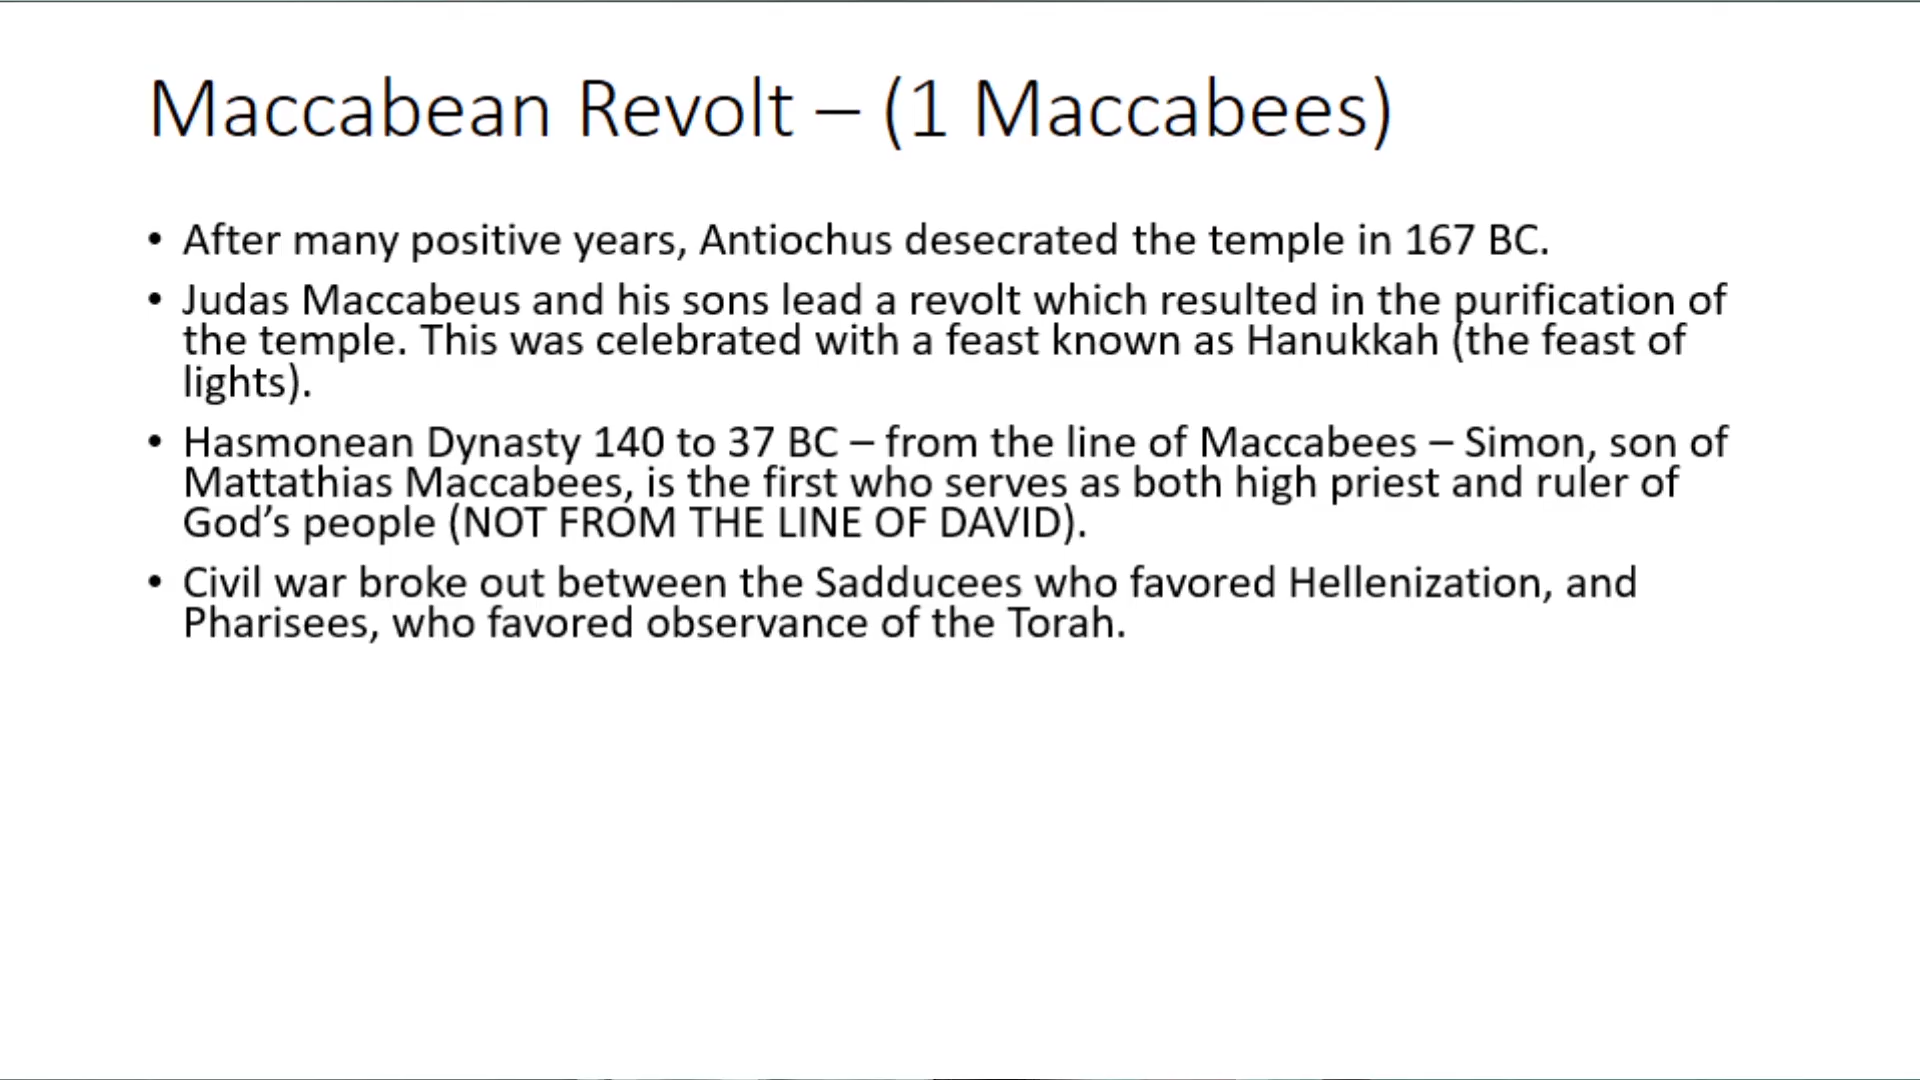 Maccabean Revolt – (1 Maccabees)
• After many positive years, Antiochus desecrated the temple in 167 BC.
• Judas Maccabeus and his sons lead a revolt which resulted in the purification of
the temple. This was celebrated with a feast known as Hanukkah (the feast of
lights).
• Hasmonean Dynasty 140 to 37 BC – from the line of Maccabees – Simon, son of
Mattathias Maccabees, is the first who serves as both high priest and ruler of
God’s people (NOT FROM THE LINE OF DAVID).
• Civil war broke out between the Sadducees who favored Hellenization, and
Pharisees, who favored observance of the Torah.